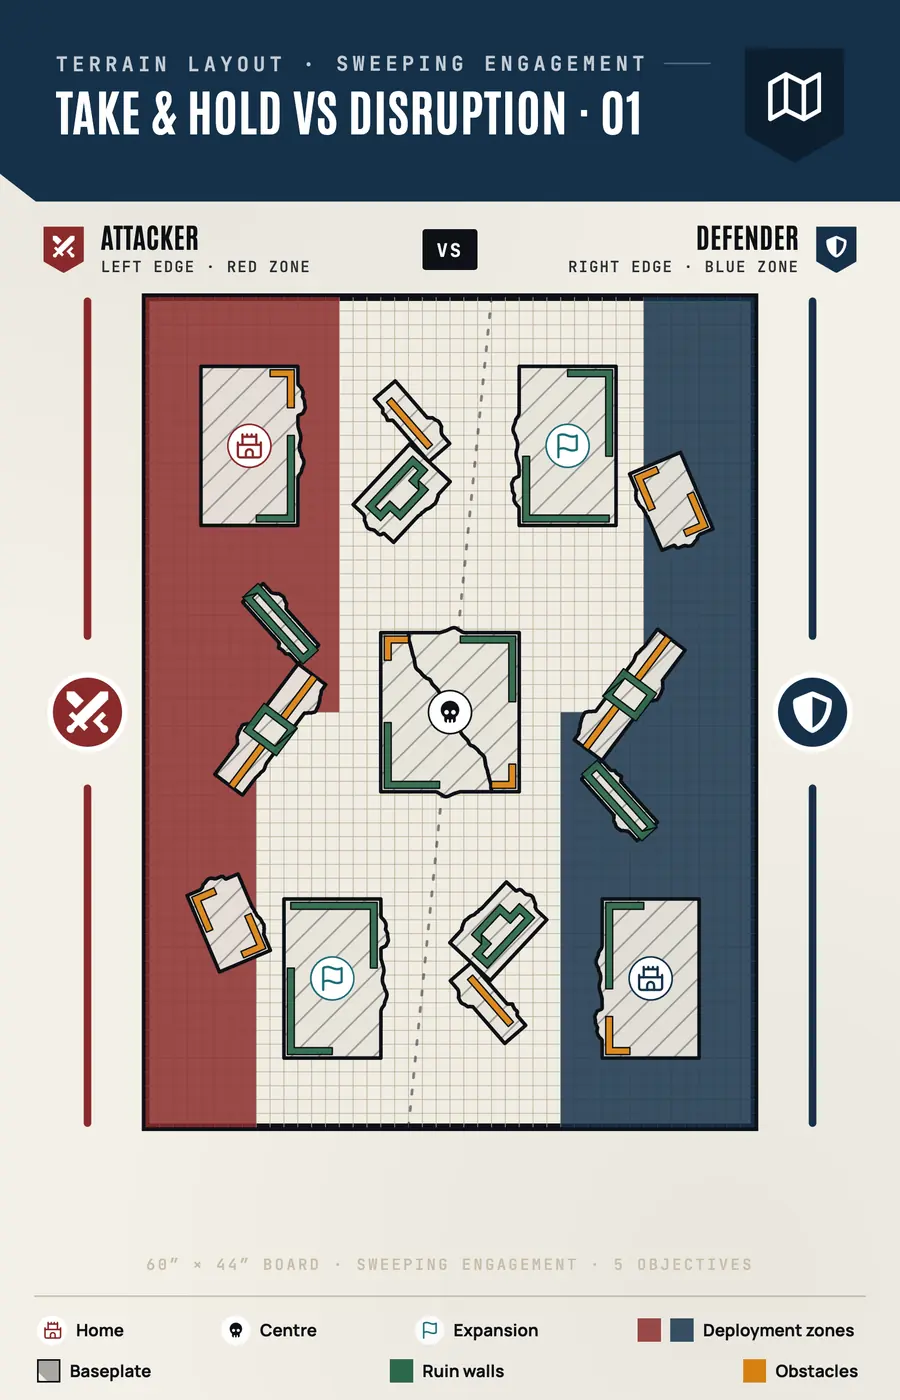 TERRAIN LAYOUT · SWEEPING ENGAGEMENT
TAKE & HOLD VS DISRUPTION · 01
ATTACKER
LEFT EDGE · RED ZONE
VS
DEFENDER
RIGHT EDGE · BLUE ZONE
60″ × 44″ BOARD · SWEEPING ENGAGEMENT · 5 OBJECTIVES
Home
Centre
Expansion
Deployment zones
Baseplate
Ruin walls
Obstacles